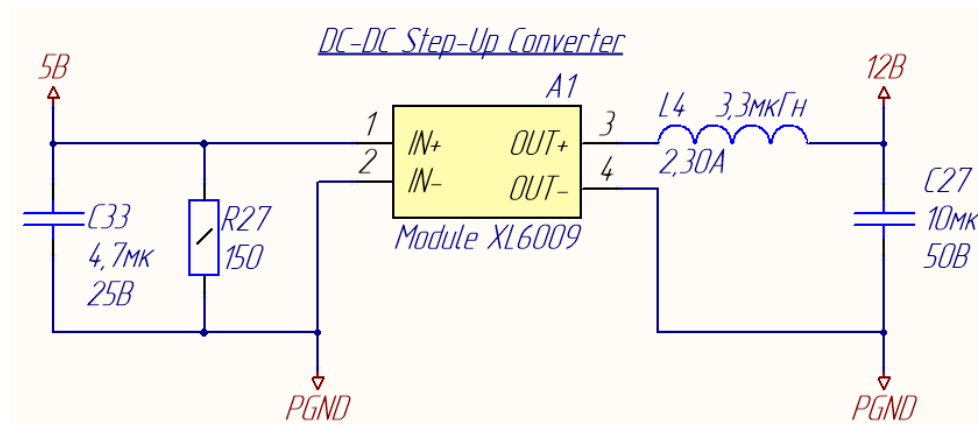 DC-DC Step-Up Converter
5В
12В
A1
L4 3,3мкГн
2,30А
1
2
IN+
IN-
OUT+
OUT-
3
4
Module XL6009
C33
4,7мк
25В
R27
150
C27
10мк
50В
PGND
PGND